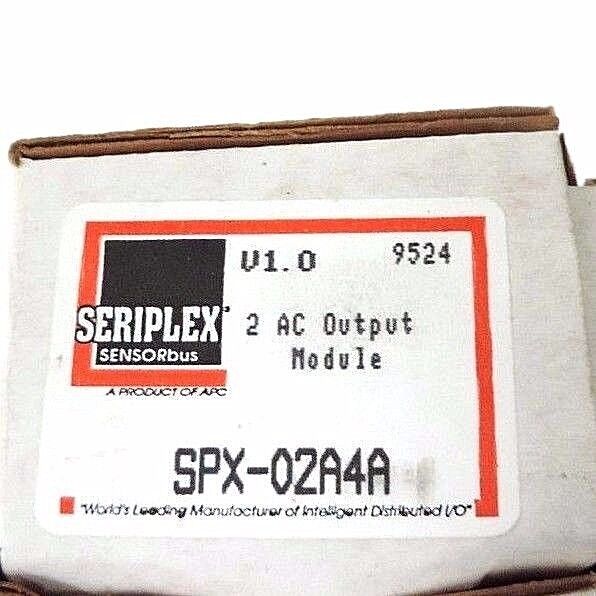 V1.0 9524
SERIPLEX®
SENSORbus
A PRODUCT OF APC
2 AC Output
Module
SPX-02A4A
"World's Leading Manufacturer of Intelligent Distributed I/O"